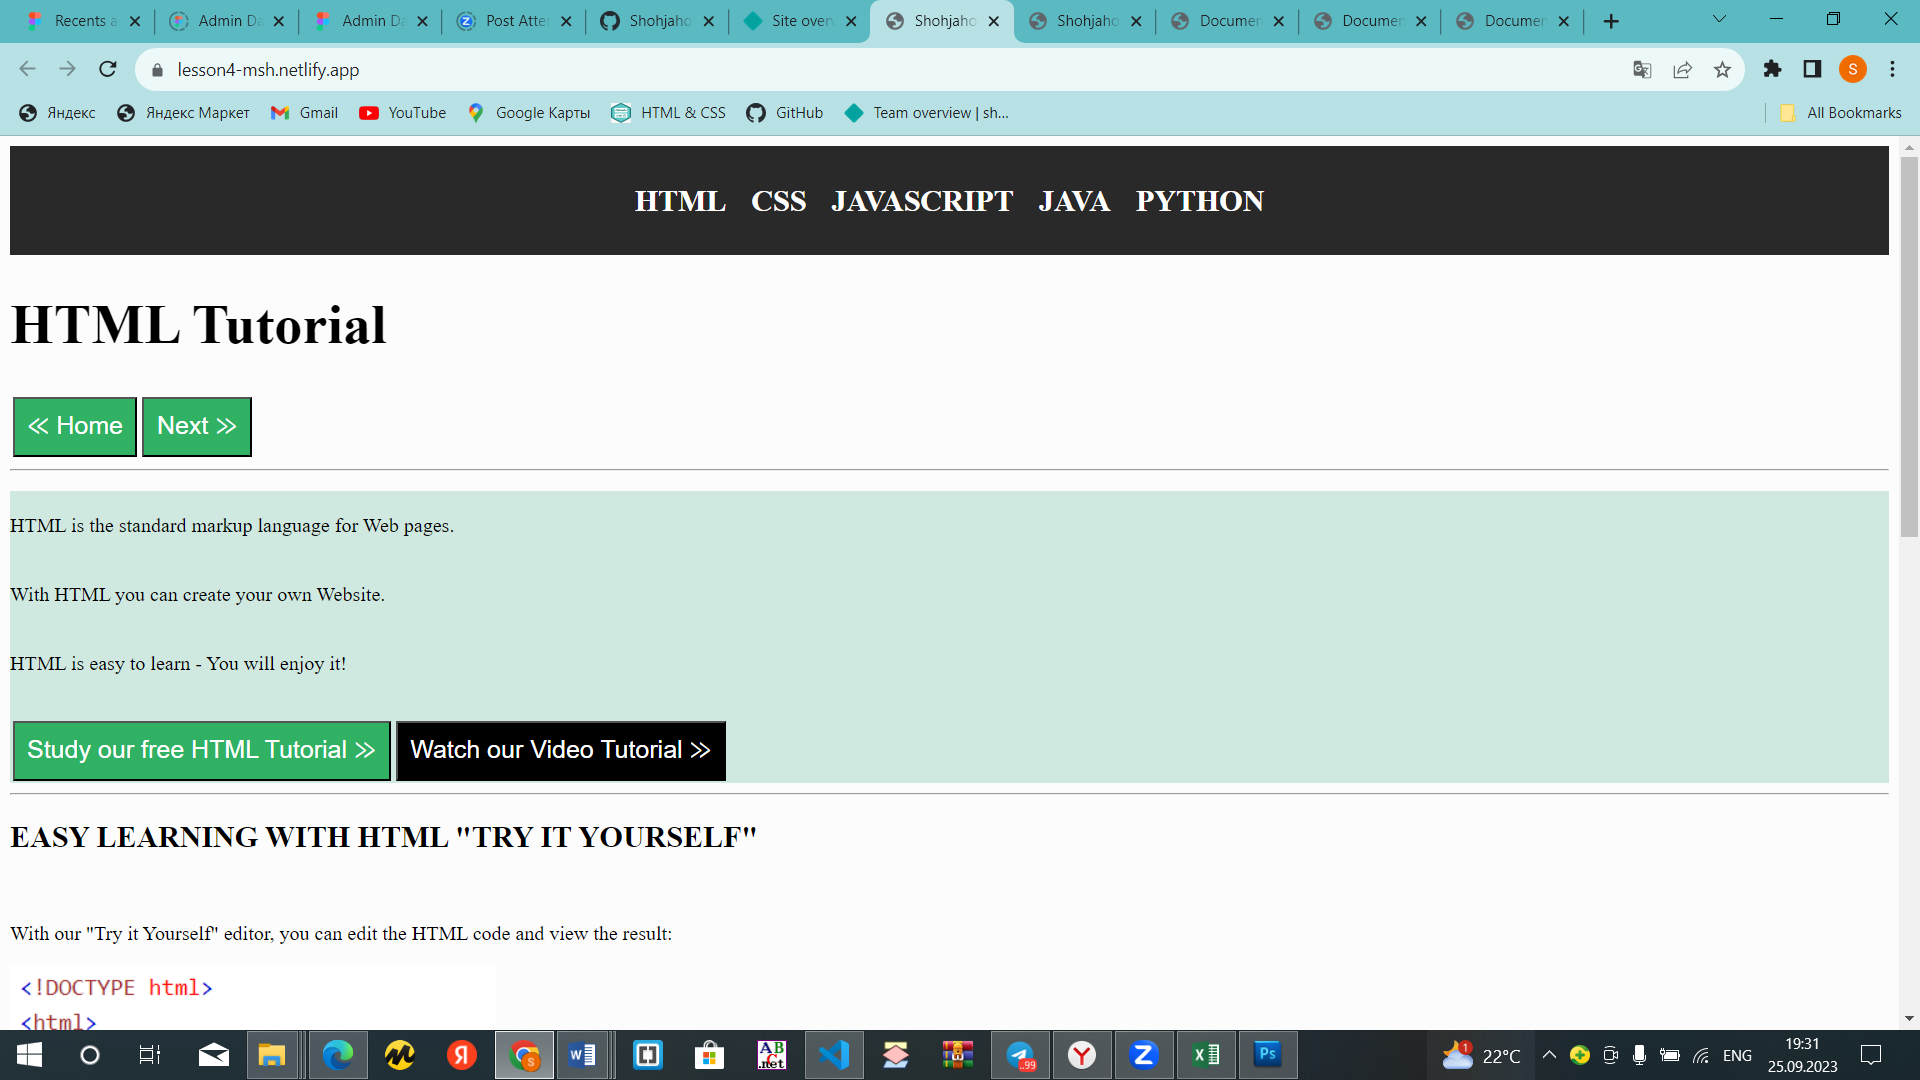 Recents a
Admin Da
Admin Da
Post Atte
Shohjaho
Site over
Shohjaho
Shohjaho
Documen
Documen
Documen
lesson4-msh.netlify.app
S
Яндекс
Яндекс Маркет
Gmail
YouTube
Google Карты
HTML & CSS
GitHub
Team overview | sh...
All Bookmarks
HTML CSS JAVASCRIPT JAVA PYTHON
HTML Tutorial
≪ Home
Next ≫
HTML is the standard markup language for Web pages.
With HTML you can create your own Website.
HTML is easy to learn - You will enjoy it!
Study our free HTML Tutorial ≫
Watch our Video Tutorial ≫
EASY LEARNING WITH HTML "TRY IT YOURSELF"
With our "Try it Yourself" editor, you can edit the HTML code and view the result:
<!DOCTYPE html>
<html>
1
22°C
ENG
19:31
25.09.2023